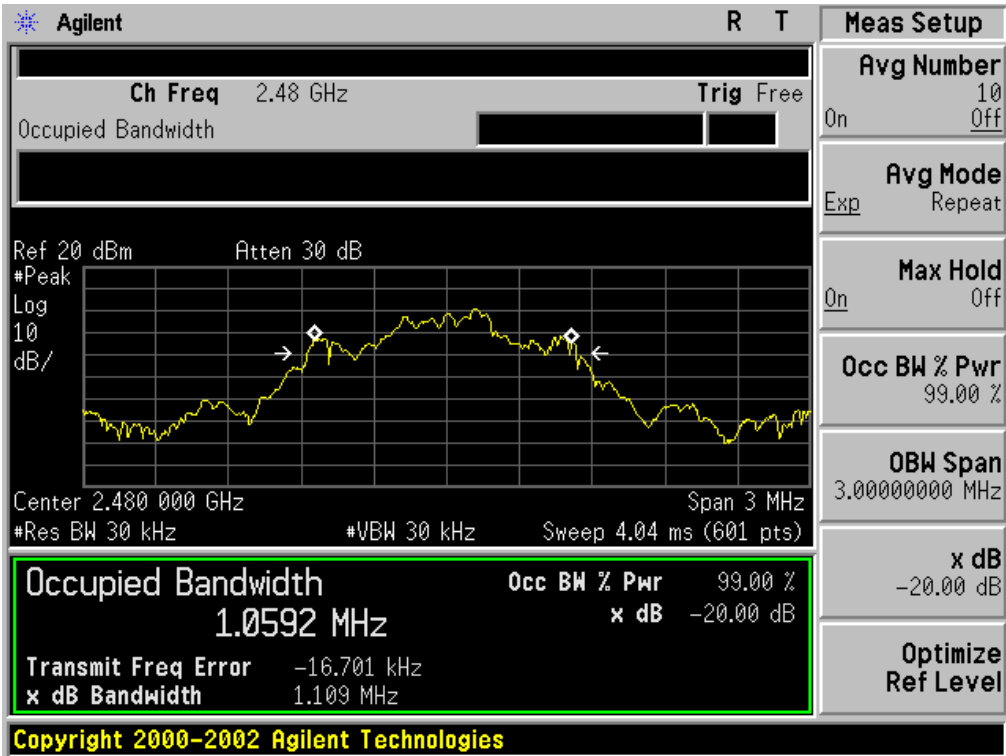 Agilent R T
Ch Freq 2.48 GHz Trig Free
Occupied Bandwidth
Ref 20 dBm Atten 30 dB
#Peak
Log
10
dB/
Center 2.480 000 GHz Span 3 MHz
#Res BW 30 kHz #VBW 30 kHz Sweep 4.04 ms (601 pts)
Occupied Bandwidth
1.0592 MHz
Occ BW % Pwr 99.00 %
x dB -20.00 dB
Transmit Freq Error -16.701 kHz
x dB Bandwidth 1.109 MHz
Copyright 2000-2002 Agilent Technologies
Meas Setup
Avg Number
10
On Off
Avg Mode
Exp Repeat
Max Hold
On Off
Occ BW % Pwr
99.00 %
OBW Span
3.00000000 MHz
x dB
-20.00 dB
Optimize
Ref Level